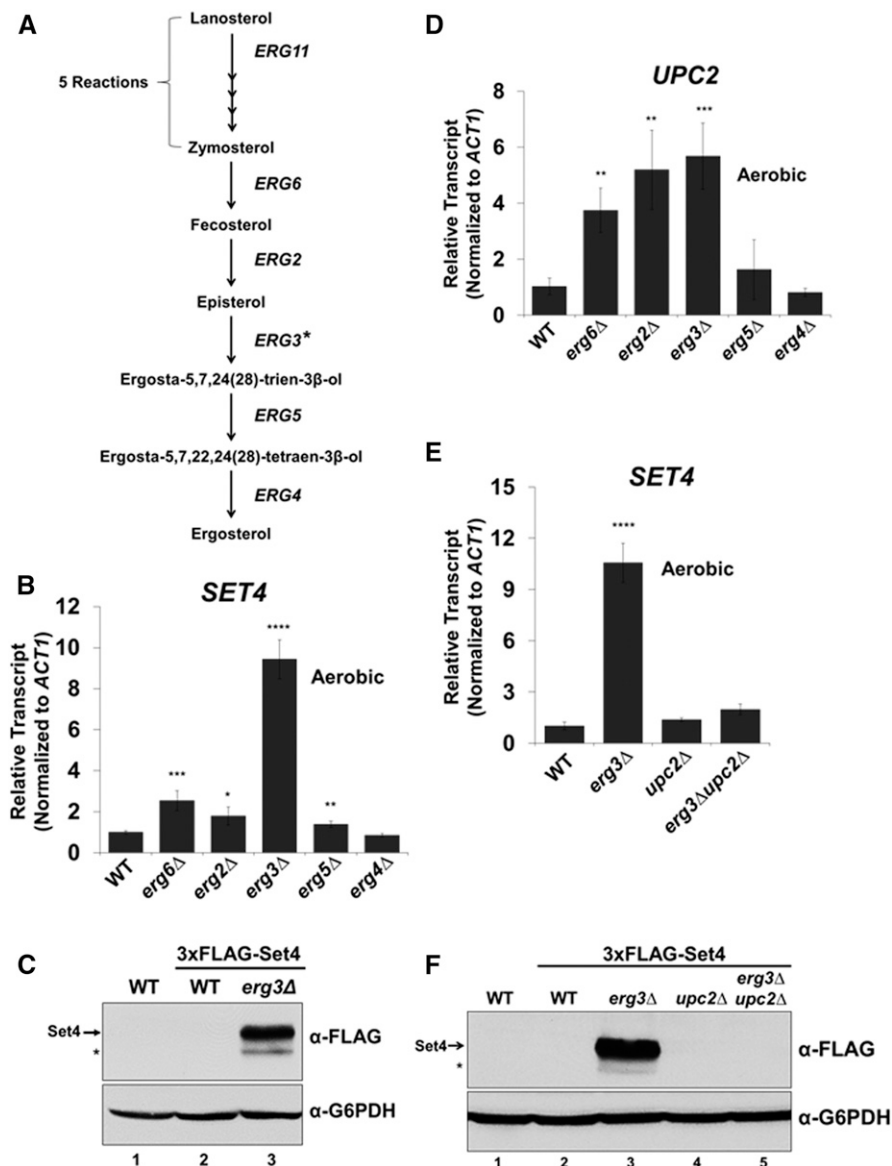 A
Lanosterol
ERG11
5 Reactions
Zymosterol
ERG6
Fecosterol
ERG2
Episterol
ERG3*
Ergosta-5,7,24(28)-trien-3β-ol
ERG5
Ergosta-5,7,22,24(28)-tetraen-3β-ol
ERG4
Ergosterol
B
SET4
Relative Transcript
(Normalized to ACT1)
12
10
8
6
4
2
0
***
*
****
**
Aerobic
WT
erg6Δ
erg2Δ
erg3Δ
erg5Δ
erg4Δ
C
3xFLAG-Set4
WT
WT
erg3Δ
Set4
*
α-FLAG
α-G6PDH
1
2
3
D
UPC2
Relative Transcript
(Normalized to ACT1)
8
6
4
2
0
**
**
***
Aerobic
WT
erg6Δ
erg2Δ
erg3Δ
erg5Δ
erg4Δ
E
SET4
Relative Transcript
(Normalized to ACT1)
15
12
9
6
3
0
****
Aerobic
WT
erg3Δ
upc2Δ
erg3Δupc2Δ
F
3xFLAG-Set4
WT
WT
erg3Δ
upc2Δ
erg3Δ
upc2Δ
Set4
*
α-FLAG
α-G6PDH
1
2
3
4
5